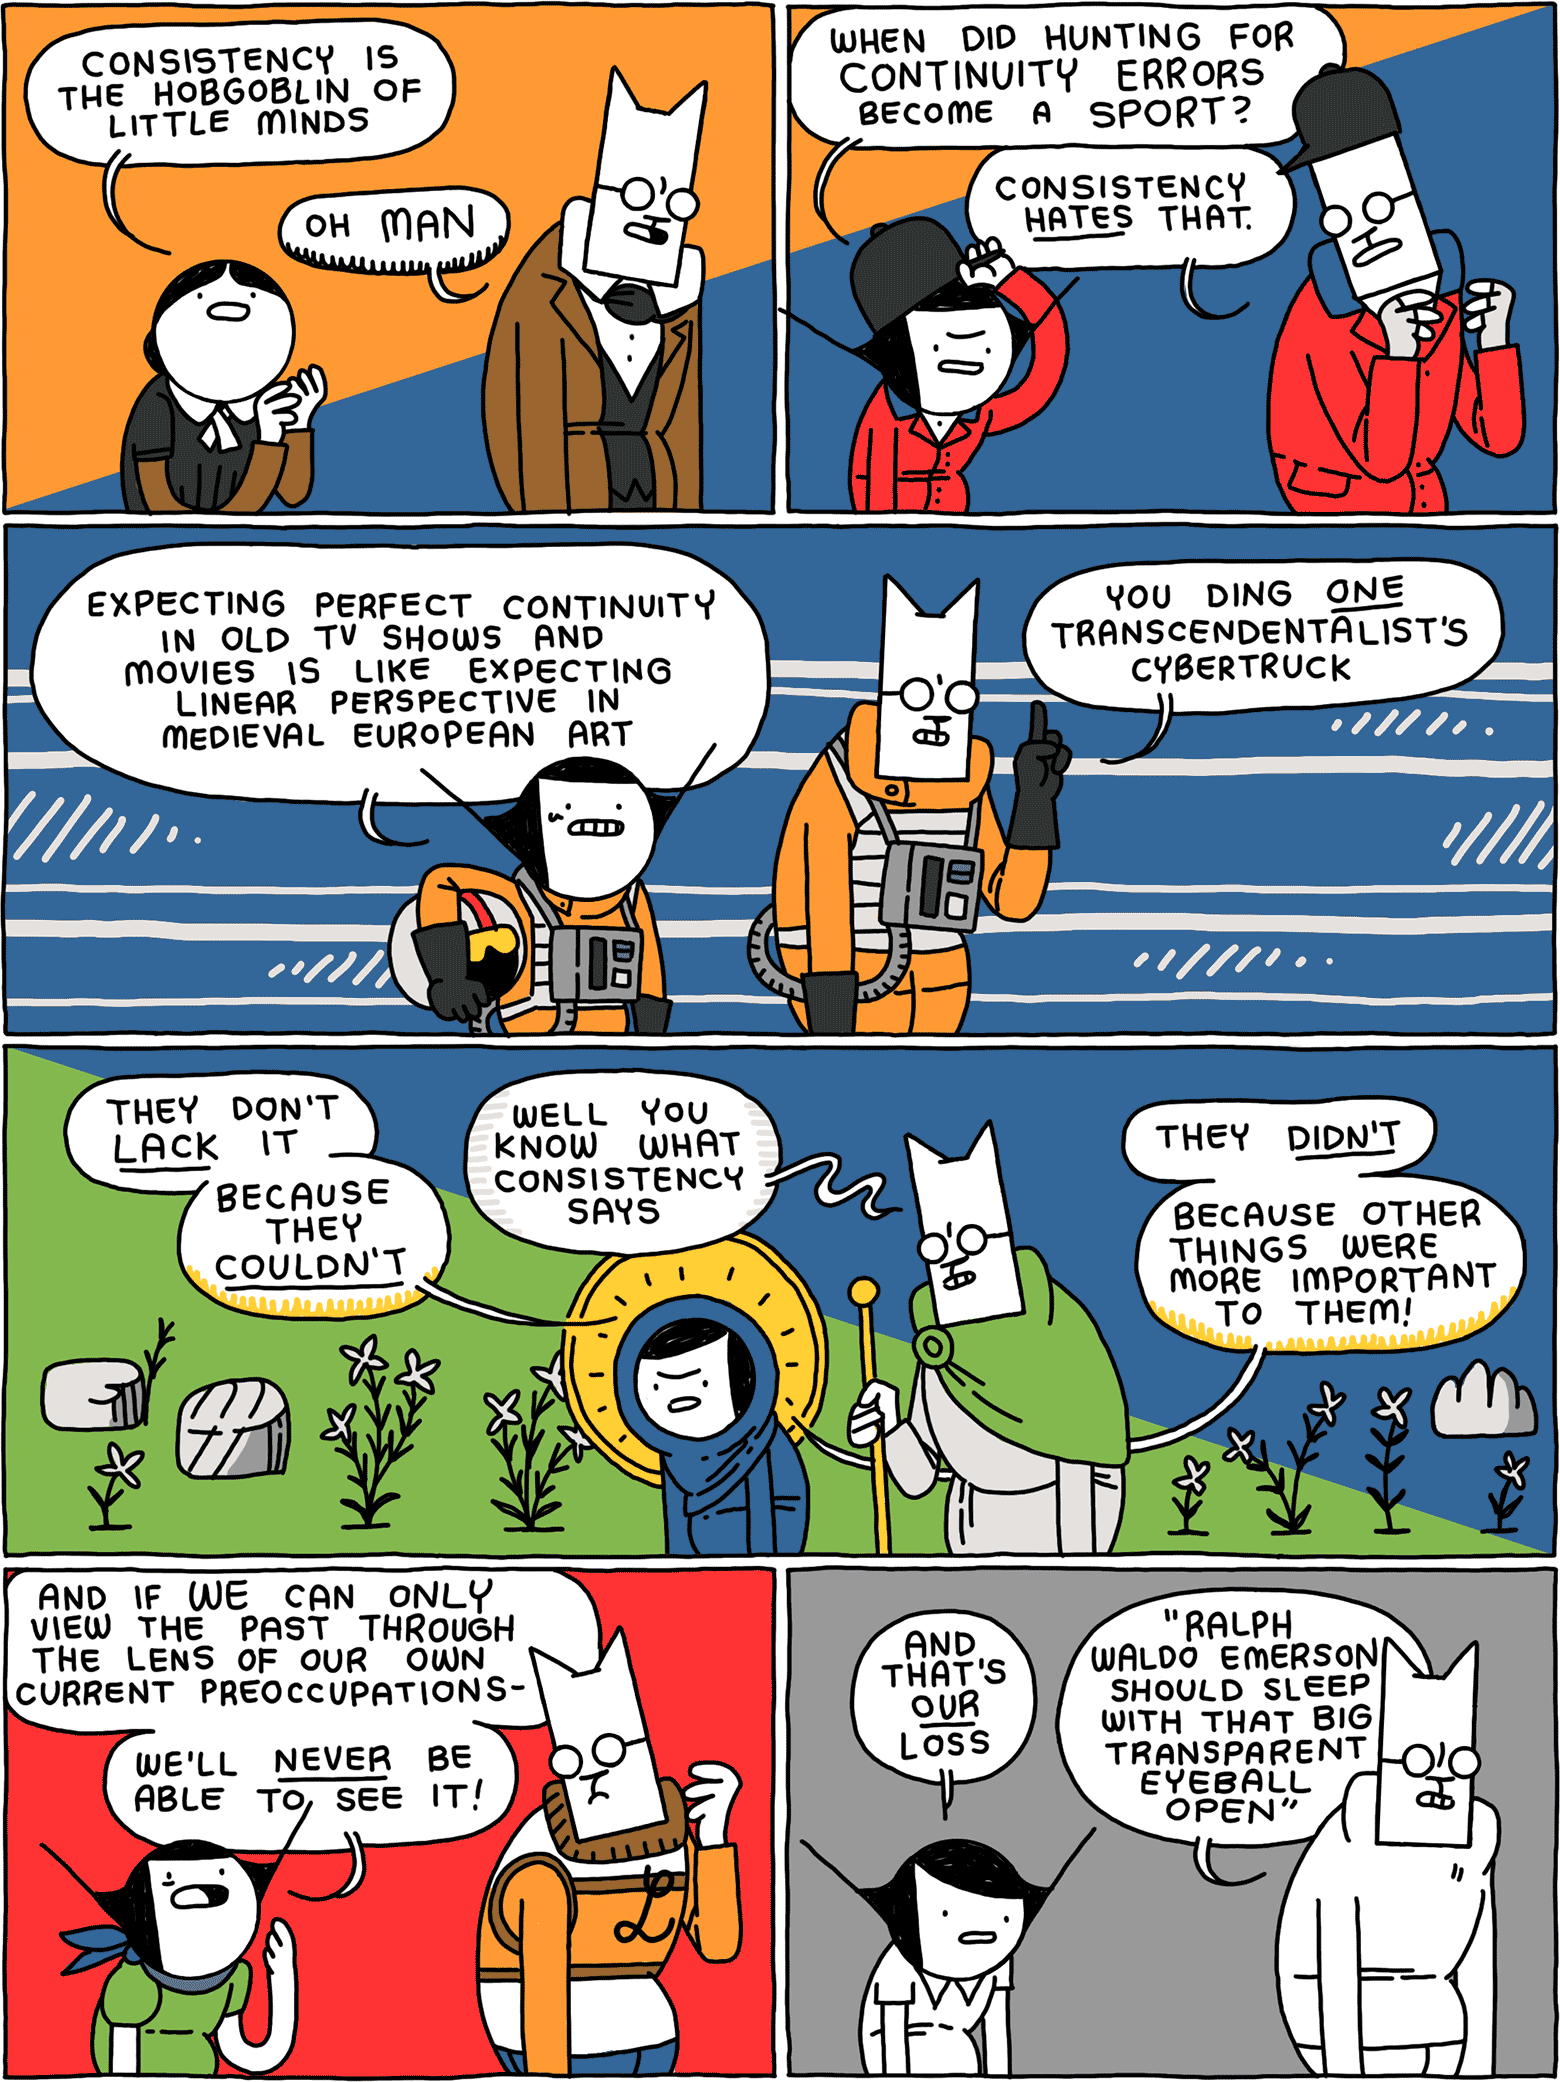 CONSISTENCY IS
THE HOBGOBLIN OF
LITTLE MINDS
OH MAN
WHEN DID HUNTING FOR
CONTINUITY ERRORS
BECOME A SPORT?
CONSISTENCY
HATES THAT.
EXPECTING PERFECT CONTINUITY
IN OLD TV SHOWS AND
MOVIES IS LIKE EXPECTING
LINEAR PERSPECTIVE IN
MEDIEVAL EUROPEAN ART
YOU DING ONE
TRANSCENDENTALIST'S
CYBERTRUCK
THEY DON'T
LACK IT
BECAUSE
THEY
COULDN'T
WELL YOU
KNOW WHAT
CONSISTENCY
SAYS
THEY DIDN'T
BECAUSE OTHER
THINGS WERE
MORE IMPORTANT
TO THEM!
AND IF WE CAN ONLY
VIEW THE PAST THROUGH
THE LENS OF OUR OWN
CURRENT PREOCCUPATIONS-
WE'LL NEVER BE
ABLE TO SEE IT!
L
AND
THAT'S
OUR
LOSS
"RALPH
WALDO EMERSON
SHOULD SLEEP
WITH THAT BIG
TRANSPARENT
EYEBALL
OPEN"